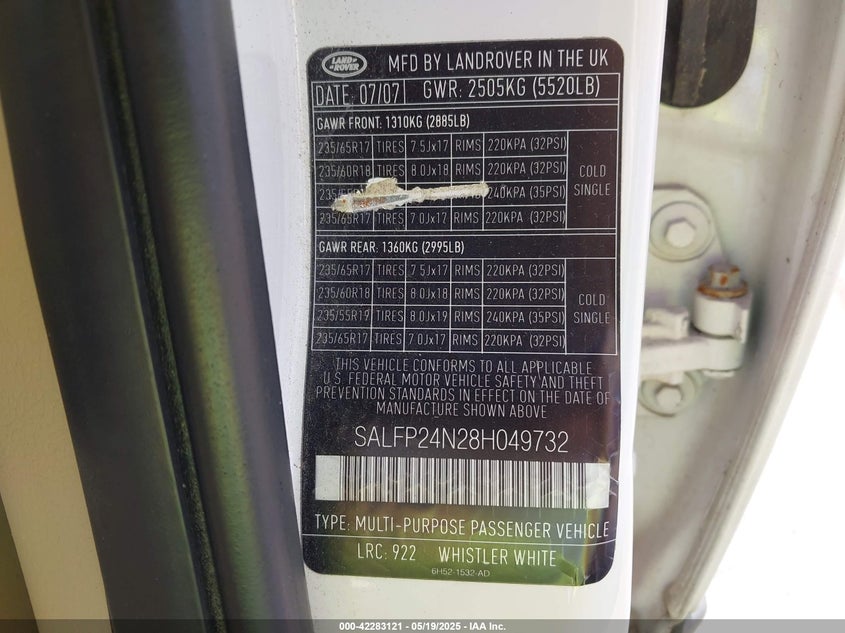 LAND ROVER
MFD BY LANDROVER IN THE UK
DATE: 07/07 GWR: 2505KG (5520LB)
GAWR FRONT: 1310KG (2885LB)
235/65R17 TIRES 7.5Jx17 RIMS 220KPA (32PSI)
235/60R18 TIRES 8.0Jx18 RIMS 220KPA (32PSI)
COLD
SINGLE
240KPA (35PSI)
235/65R17 TIRES 7.0Jx17 RIMS 220KPA (32PSI)
GAWR REAR: 1360KG (2995LB)
235/65R17 TIRES 7.5Jx17 RIMS 220KPA (32PSI)
235/60R18 TIRES 8.0Jx18 RIMS 220KPA (32PSI)
COLD
SINGLE
235/55R19 TIRES 8.0Jx19 RIMS 240KPA (35PSI)
235/65R17 TIRES 7.0Jx17 RIMS 220KPA (32PSI)
THIS VEHICLE CONFORMS TO ALL APPLICABLE
U.S. FEDERAL MOTOR VEHICLE SAFETY AND THEFT
PREVENTION STANDARDS IN EFFECT ON THE DATE OF
MANUFACTURE SHOWN ABOVE
SALFP24N28H049732
TYPE: MULTI-PURPOSE PASSENGER VEHICLE
LRC: 922 WHISTLER WHITE
6H52-1532-AD
000-42283121 - 05/19/2025 - IAA Inc.